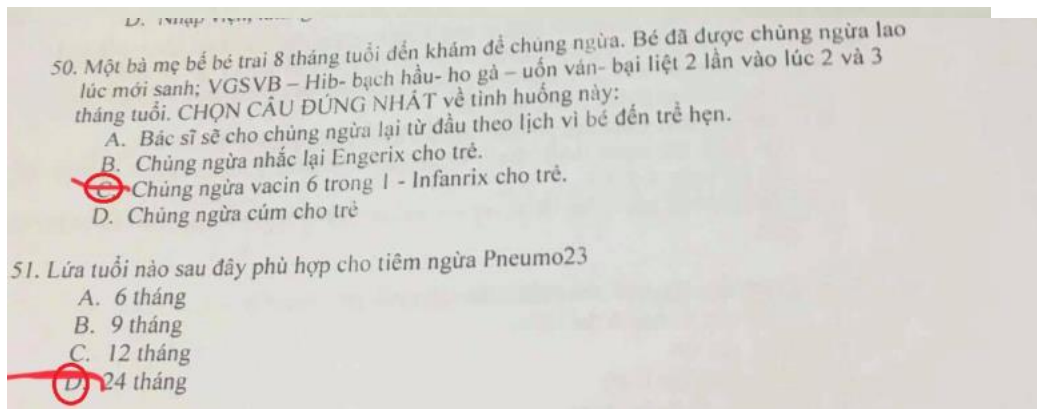 D. Nhập viện,
50. Một bà mẹ bế bé trai 8 tháng tuổi đến khám để chủng ngừa. Bé đã được chủng ngừa lao
lúc mới sanh; VGSVB – Hib- bạch hầu- ho gà – uốn ván- bại liệt 2 lần vào lúc 2 và 3
tháng tuổi. CHỌN CÂU ĐÚNG NHẤT về tình huống này:
A. Bác sĩ sẽ cho chủng ngừa lại từ đầu theo lịch vì bé đến trễ hẹn.
B. Chủng ngừa nhắc lại Engerix cho trẻ.
C. Chủng ngừa vacin 6 trong 1 - Infanrix cho trẻ.
D. Chủng ngừa cúm cho trẻ
51. Lứa tuổi nào sau đây phù hợp cho tiêm ngừa Pneumo23
A. 6 tháng
B. 9 tháng
C. 12 tháng
D. 24 tháng